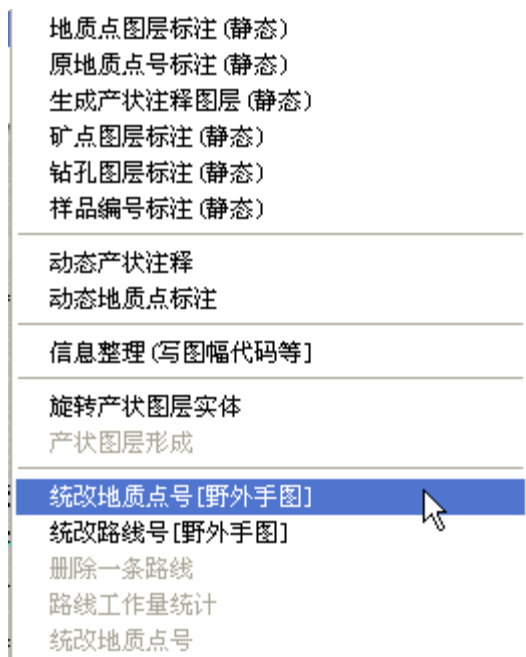 地质点图层标注(静态)
原地质点号标注(静态)
生成产状注释图层(静态)
矿点图层标注(静态)
钻孔图层标注(静态)
样品编号标注(静态)
动态产状注释
动态地质点标注
信息整理(写图幅代码等]
旋转产状图层实体
产状图层形成
统改地质点号[野外手图]
统改路线号[野外手图]
删除一条路线
路线工作量统计
统改地质点号